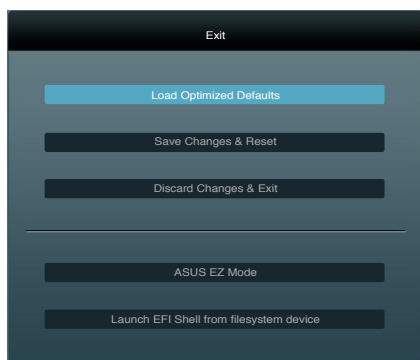 Exit
Load Optimized Defaults
Save Changes & Reset
Discard Changes & Exit
ASUS EZ Mode
Launch EFI Shell from filesystem device